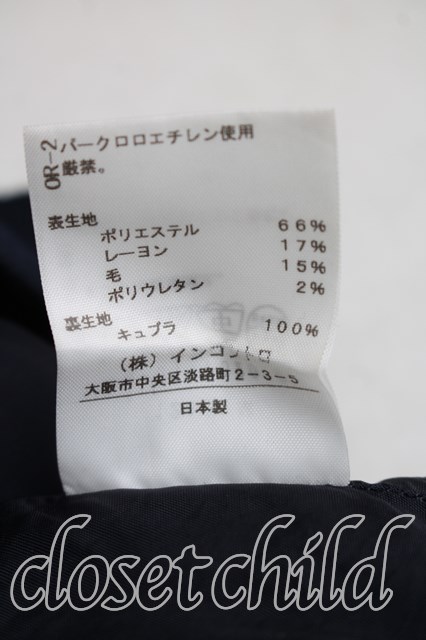 OR-2
パークロロエチレン使用
厳禁。
表生地
ポリエステル 66%
レーヨン 17%
毛 15%
ポリウレタン 2%
裏生地
キュプラ 100%
(株) インコントロ
大阪市中央区淡路町2-3-5
日本製
closetchild